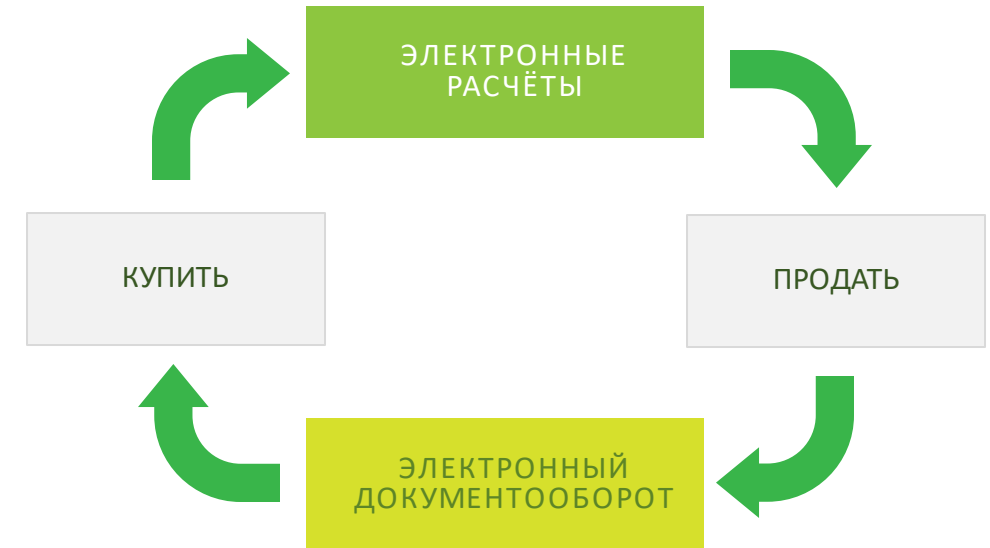 ЭЛЕКТРОННЫЕ
РАСЧЁТЫ
КУПИТЬ
ПРОДАТЬ
ЭЛЕКТРОННЫЙ
ДОКУМЕНТООБОРОТ